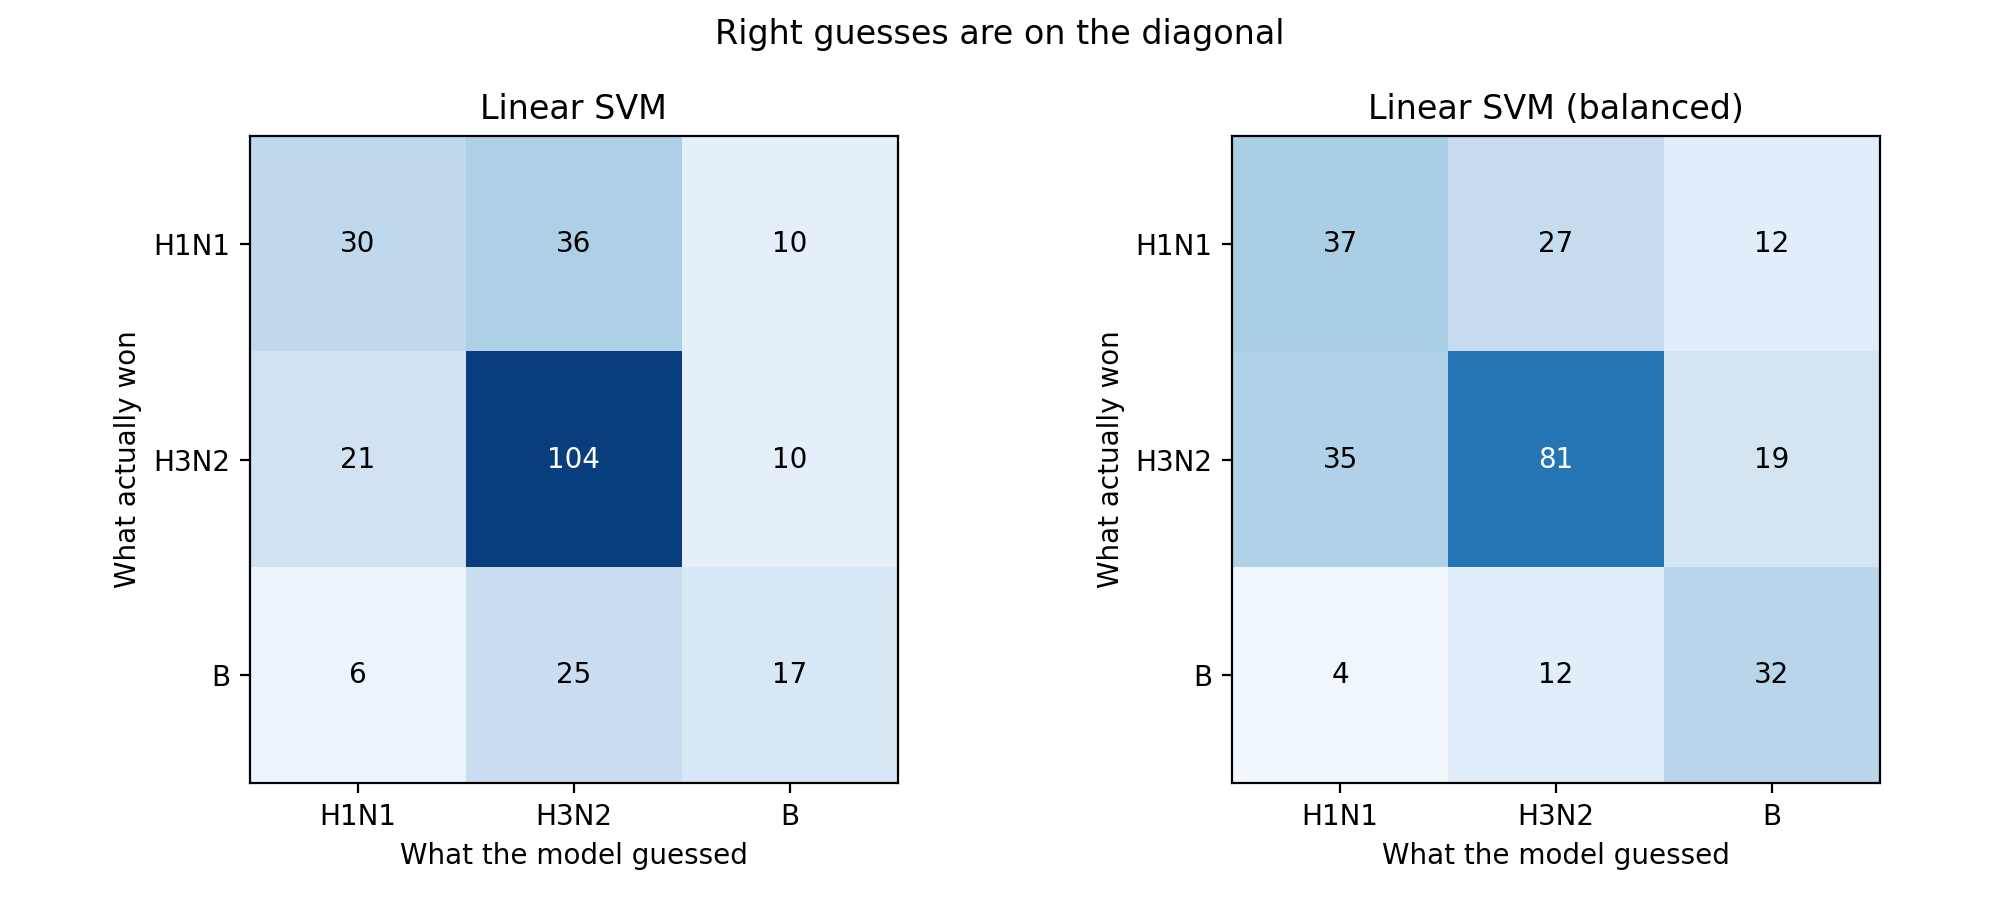 Right guesses are on the diagonal
Linear SVM
H1N1 30 36 10
H3N2 21 104 10
B 6 25 17
H1N1 H3N2 B
What the model guessed
What actually won
Linear SVM (balanced)
H1N1 37 27 12
H3N2 35 81 19
B 4 12 32
H1N1 H3N2 B
What the model guessed
What actually won